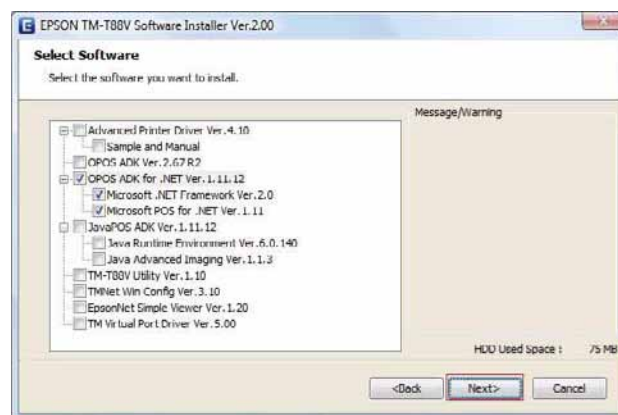 EPSON TM-T88V Software Installer Ver.2.00
Select Software
Select the software you want to install.
Message/Warning
Advanced Printer Driver Ver.4.10
Sample and Manual
OPOS ADK Ver.2.67 R2
OPOS ADK for .NET Ver.1.11.12
Microsoft .NET Framework Ver.2.0
Microsoft POS for .NET Ver.1.11
JavaPOS ADK Ver.1.11.12
Java Runtime Environment Ver.6.0.140
Java Advanced Imaging Ver.1.1.3
TM-T88V Utility Ver.1.10
TMNet Win Config Ver.3.10
EpsonNet Simple Viewer Ver.1.20
TM Virtual Port Driver Ver.5.00
HDD Used Space : 75 MB
<Back Next> Cancel